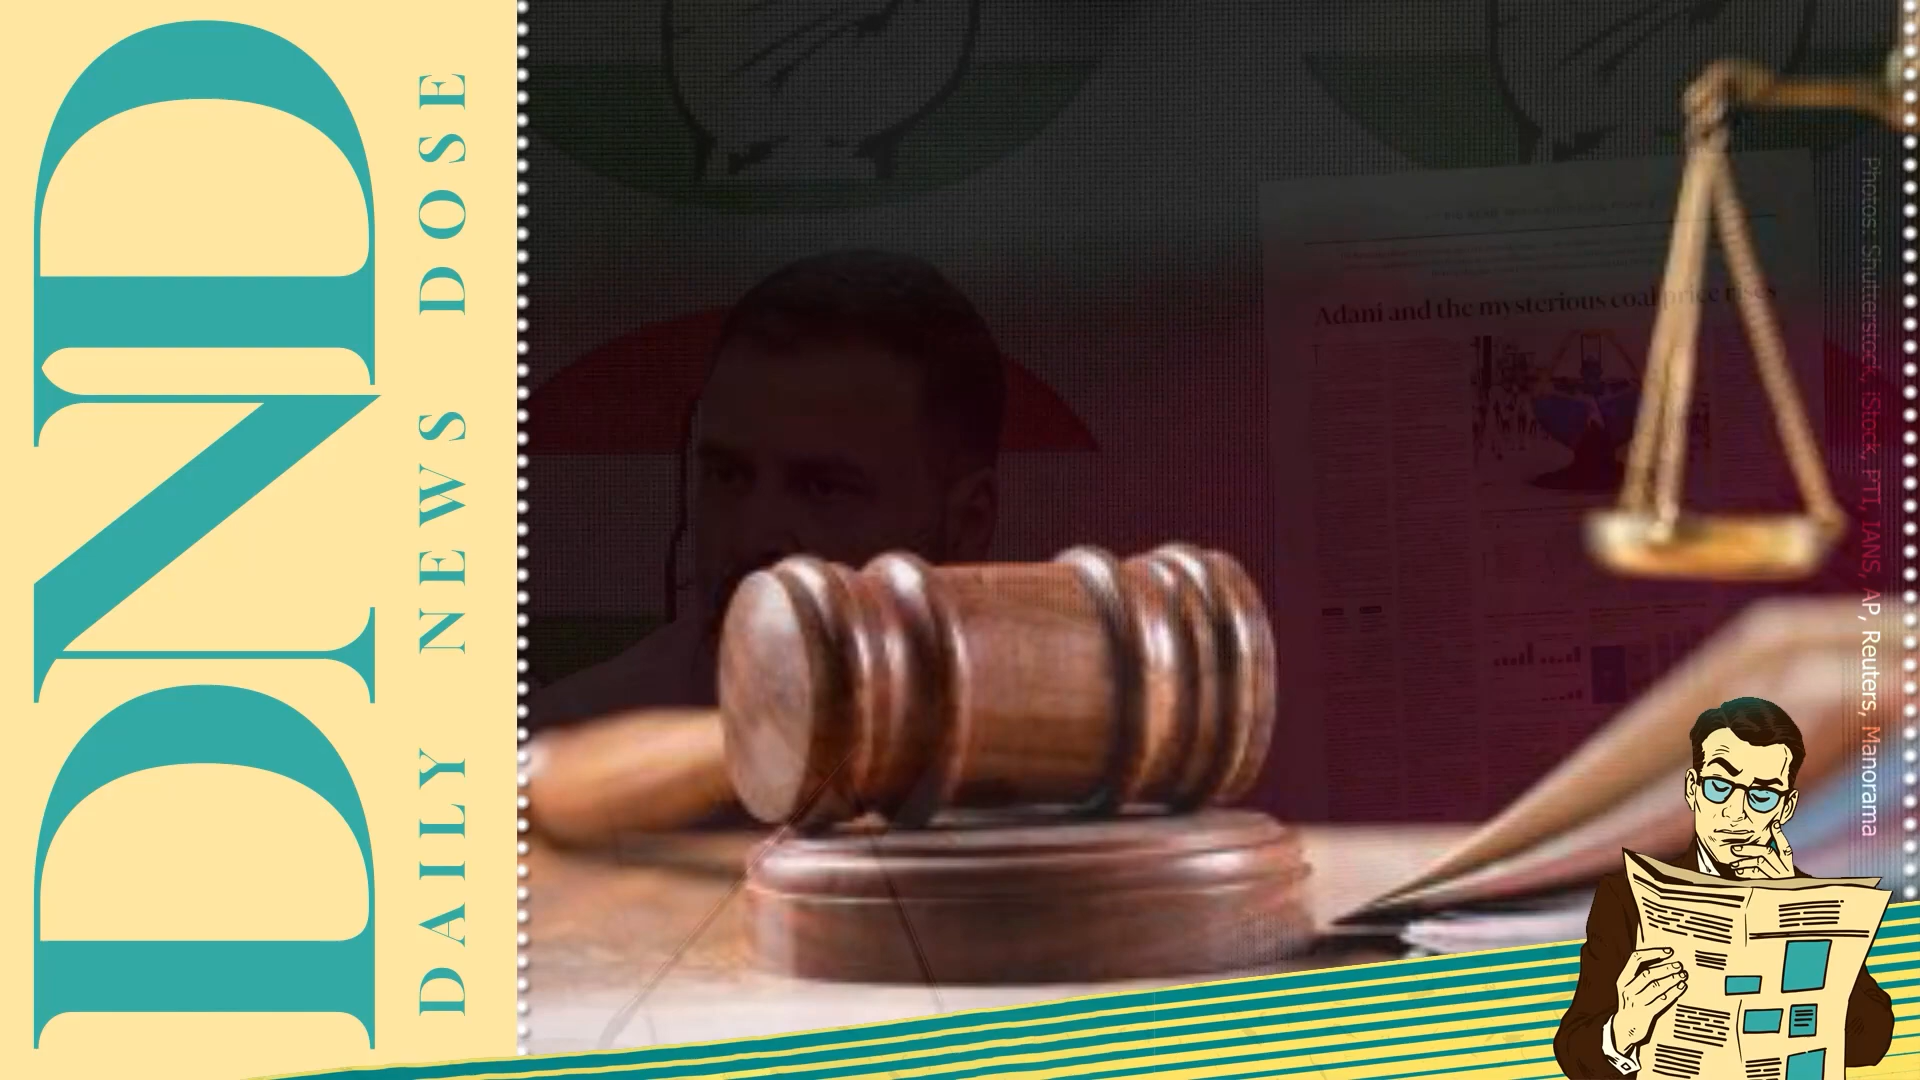 DND
DAILY NEWS DOSE
Adani and the mysterious coal price rises
Photos: Shutterstock, iStock, PTI, IANS, AP, Reuters, Manorama